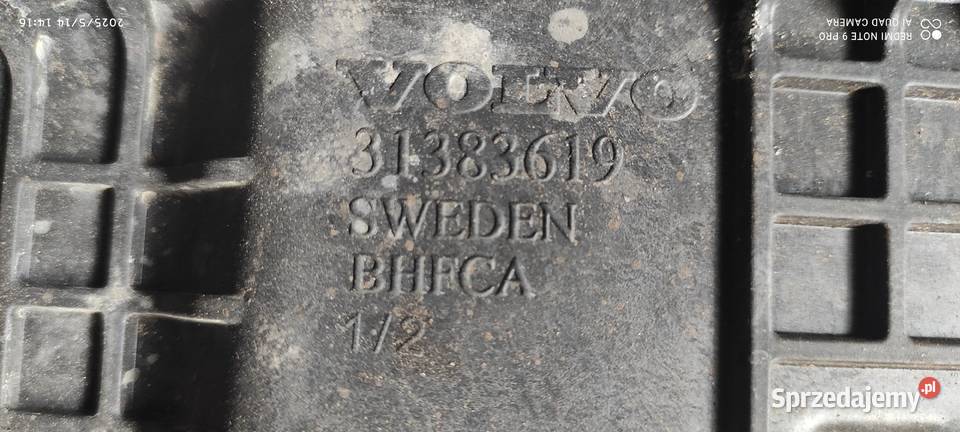 2025/5/14 14:16
REDMI NOTE 9 PRO
AI QUAD CAMERA
VOLVO
31383619
SWEDEN
BHFCA
1/2
Sprzedajemy.pl